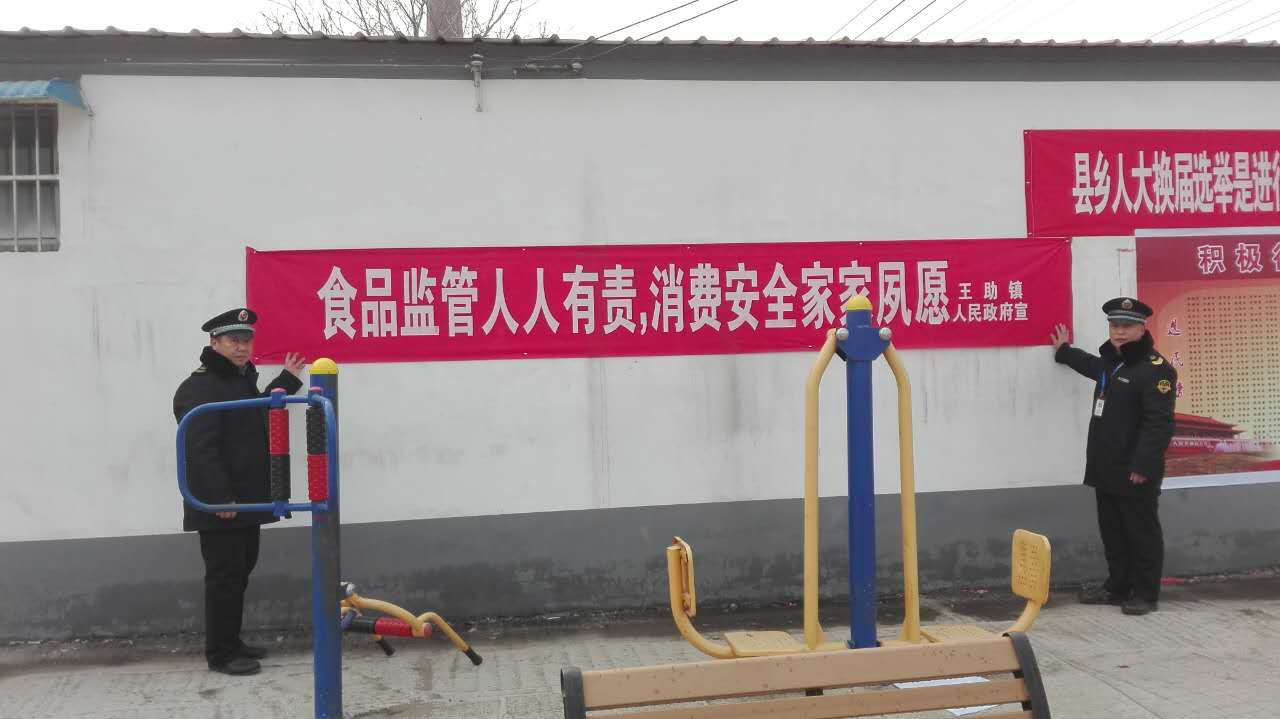 食品监管人人有责,消费安全家家夙愿
王助镇
人民政府宣
县乡人大换届选举是进
积极